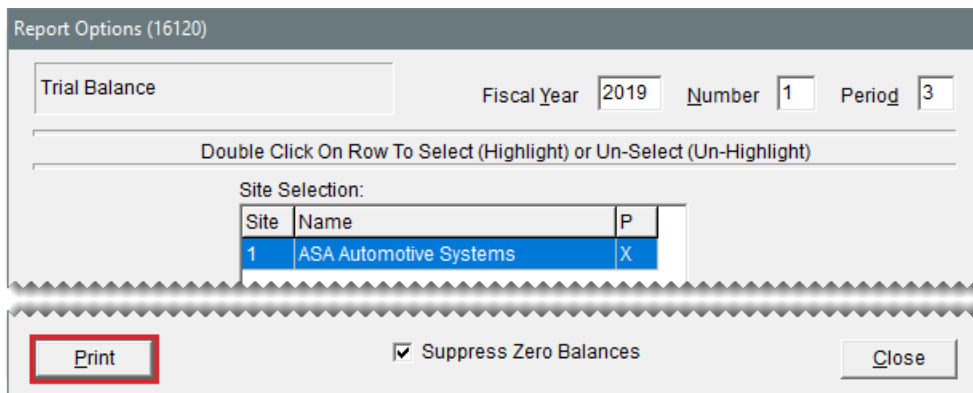 Report Options (16120)
Trial Balance
Fiscal Year 2019 Number 1 Period 3
Double Click On Row To Select (Highlight) or Un-Select (Un-Highlight)
Site Selection:
Site Name P
1 ASA Automotive Systems X
Print Suppress Zero Balances Close